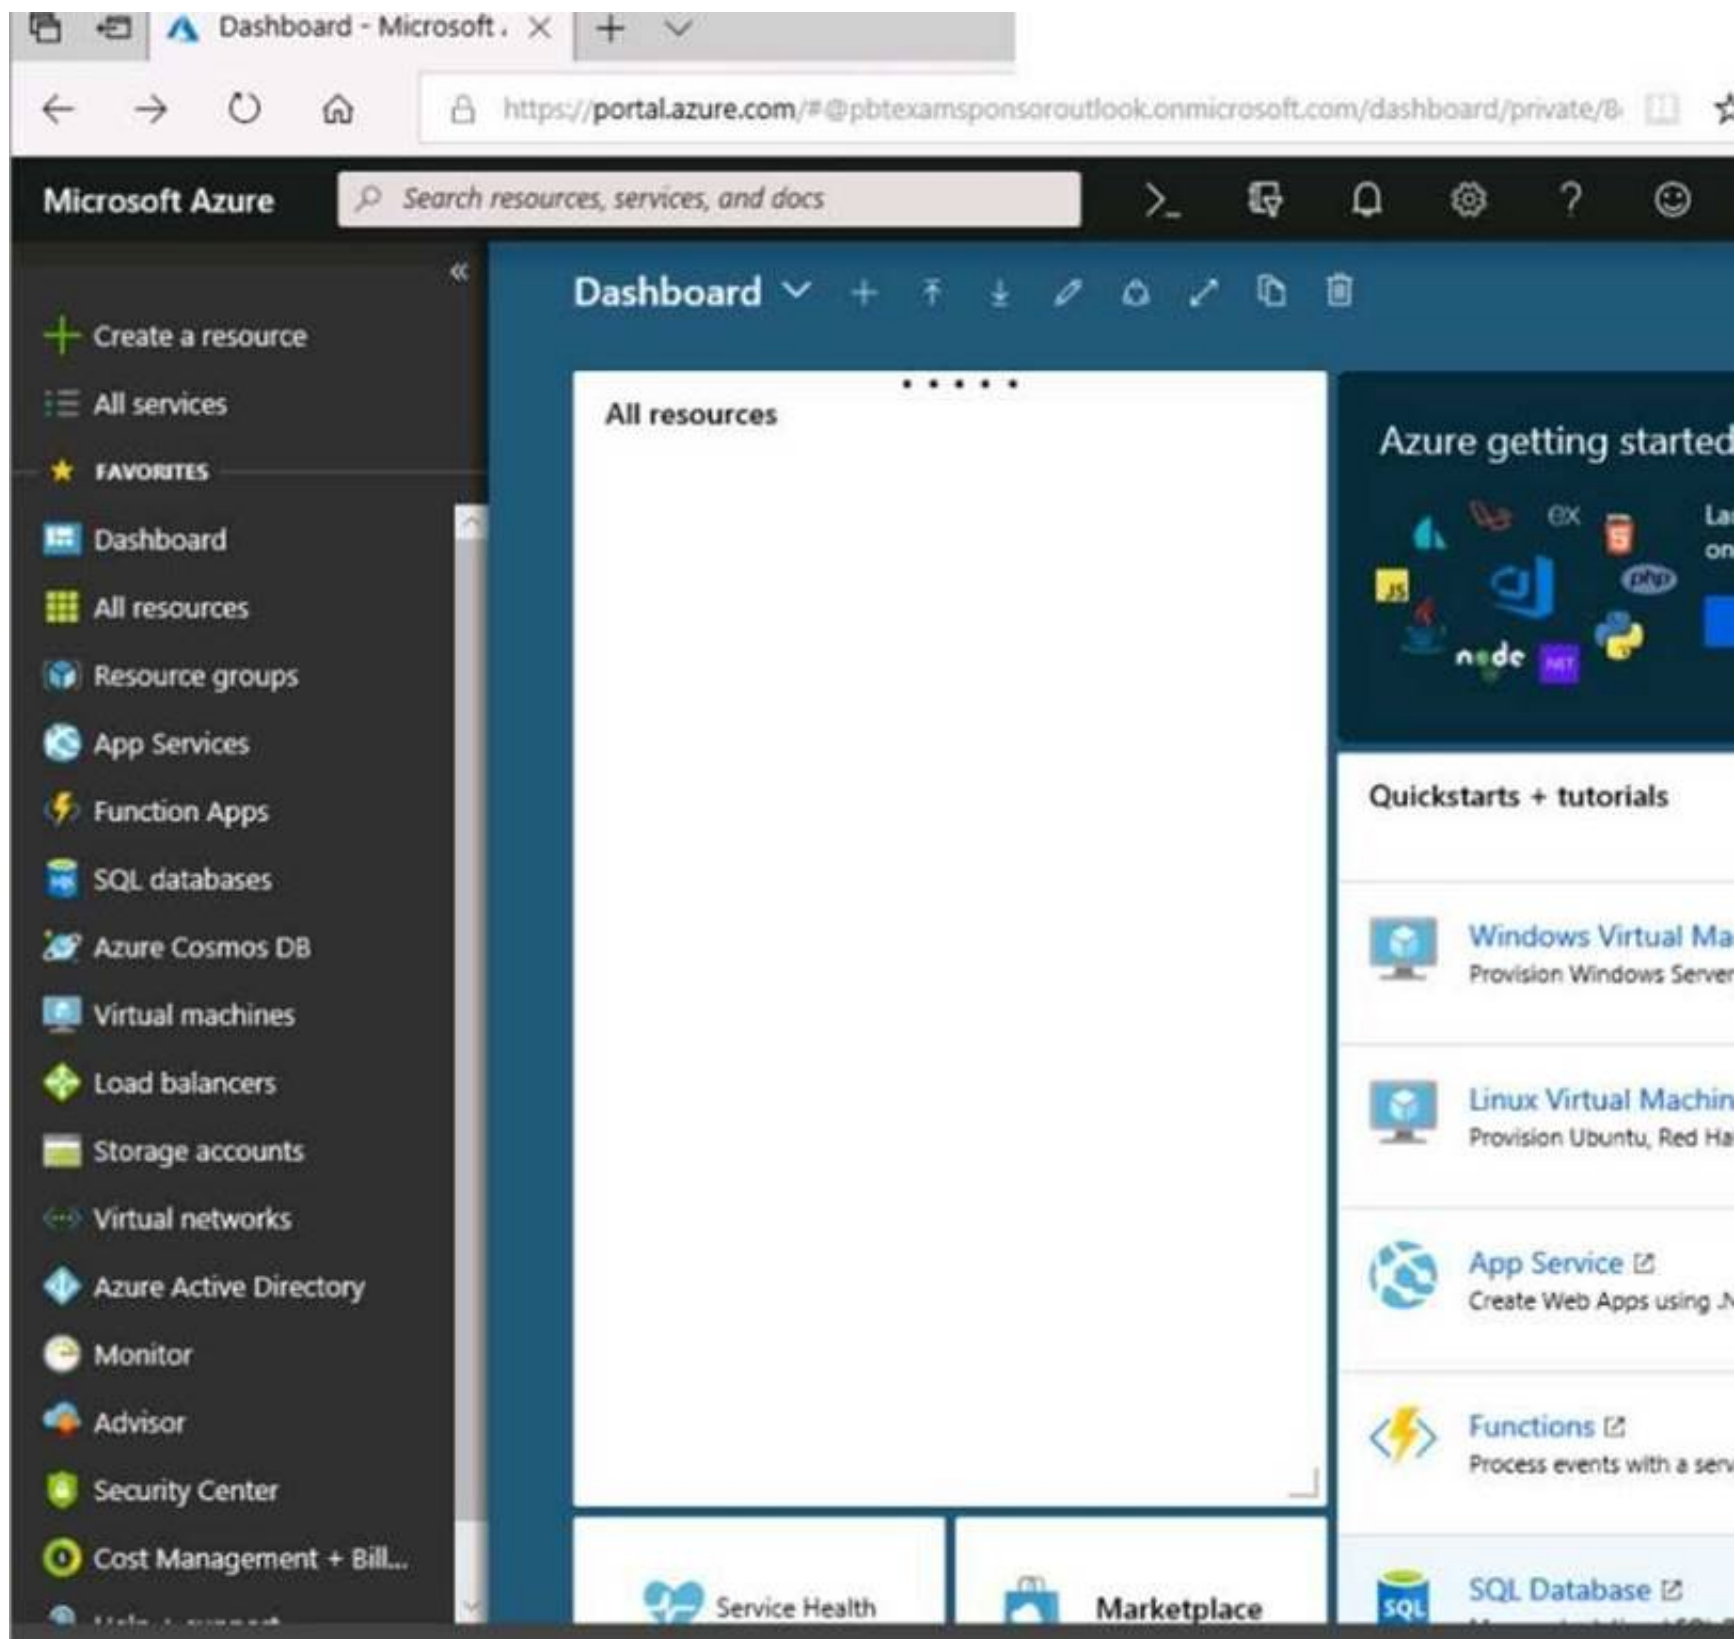 Dashboard - Microsoft
https://portal.azure.com/#@pbtexamsponsoroutlook.onmicrosoft.com/dashboard/private/8
Microsoft Azure
Search resources, services, and docs
Dashboard
Create a resource
All services
FAVORITES
Dashboard
All resources
Resource groups
App Services
Function Apps
SQL databases
Azure Cosmos DB
Virtual machines
Load balancers
Storage accounts
Virtual networks
Azure Active Directory
Monitor
Advisor
Security Center
Cost Management + Bill...
All resources
Service Health
Marketplace
Azure getting started
ex
JS
php
node
Quickstarts + tutorials
Windows Virtual Ma
Provision Windows Server
Linux Virtual Machin
Provision Ubuntu, Red Ha
App Service
Create Web Apps using .N
Functions
Process events with a serv
SQL
SQL Database